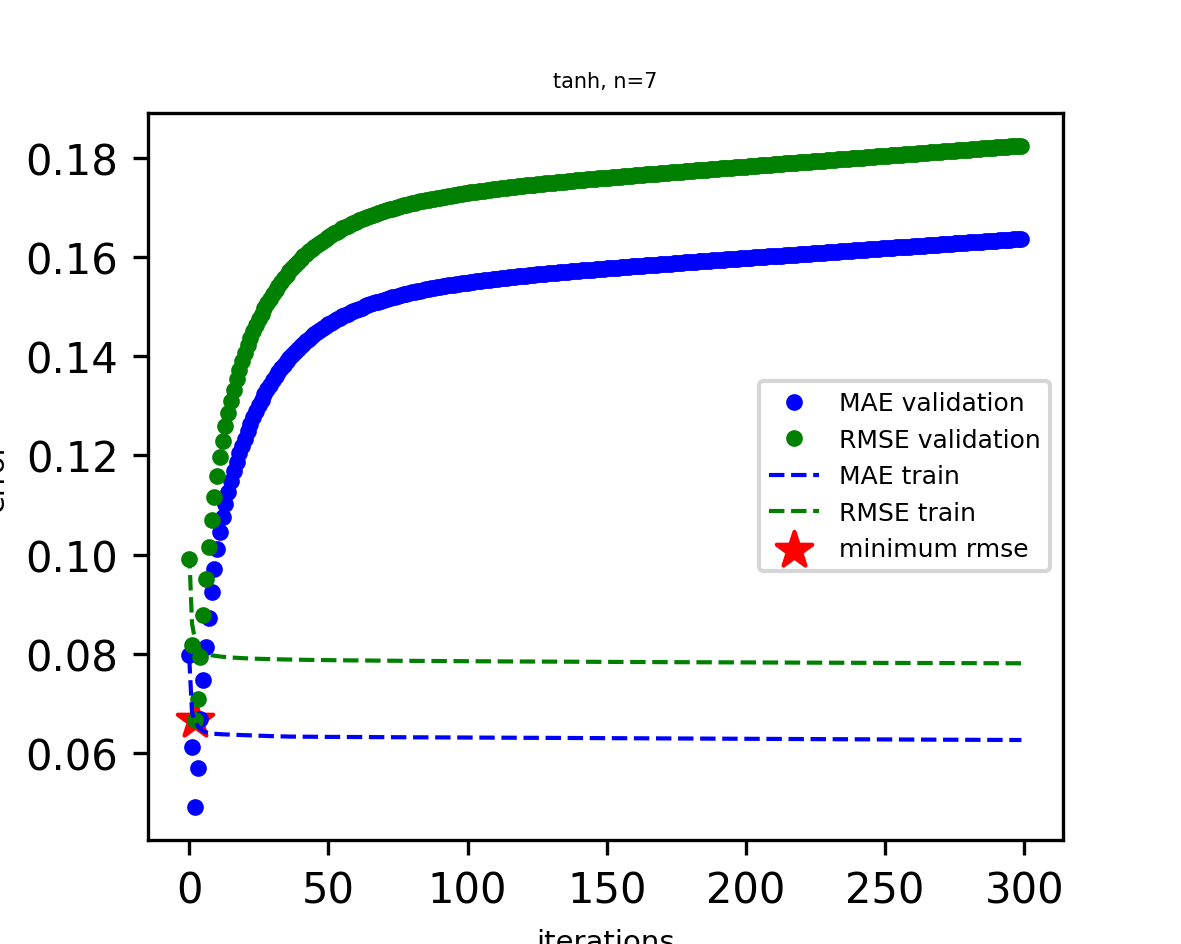 tanh, n=7
0.18
0.16
0.14
0.12
0.10
0.08
0.06
MAE validation
RMSE validation
MAE train
RMSE train
minimum rmse
0 50 100 150 200 250 300
iterations